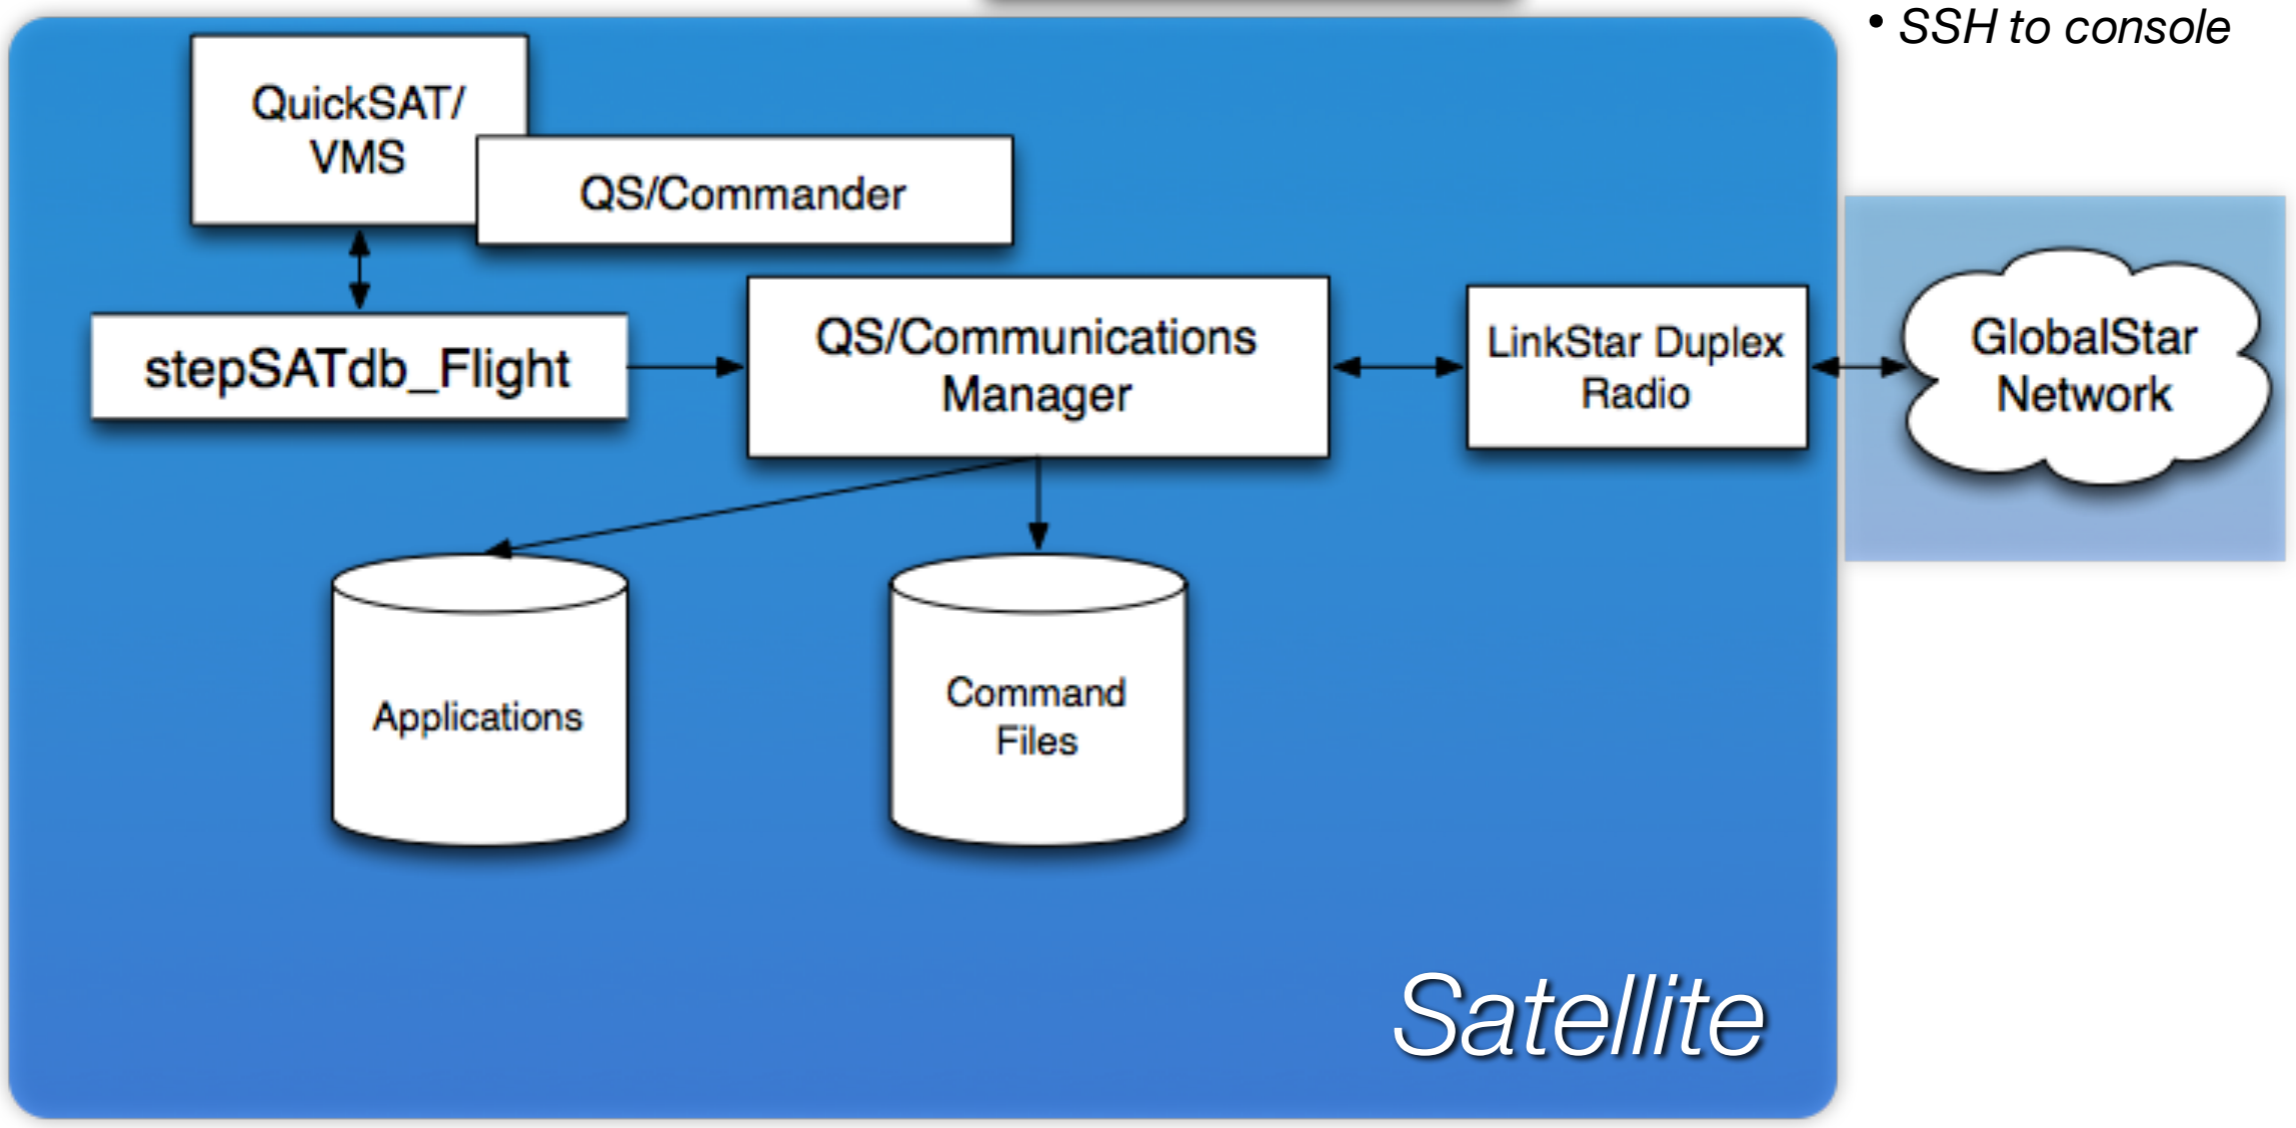 • SSH to console
QuickSAT/
VMS
QS/Commander
stepSATdb_Flight
QS/Communications
Manager
LinkStar Duplex
Radio
GlobalStar
Network
Applications
Command
Files
Satellite